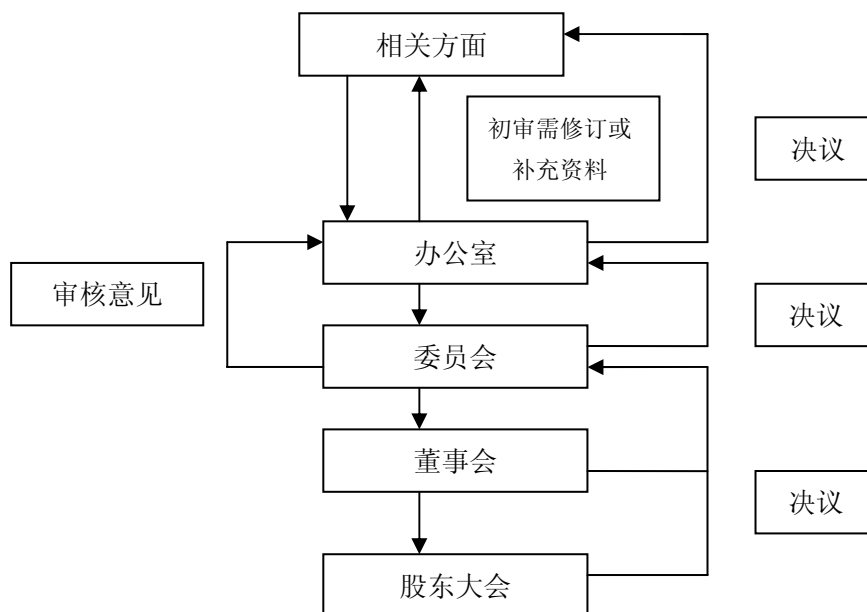 相关方面
初审需修订或
补充资料
决议
办公室
审核意见
决议
委员会
董事会
决议
股东大会